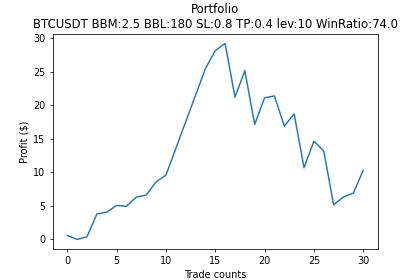 Portfolio
BTCUSDT BBM:2.5 BBL:180 SL:0.8 TP:0.4 lev:10 WinRatio:74.0
30
25
20
15
10
5
0
Profit ($)
0 5 10 15 20 25 30
Trade counts